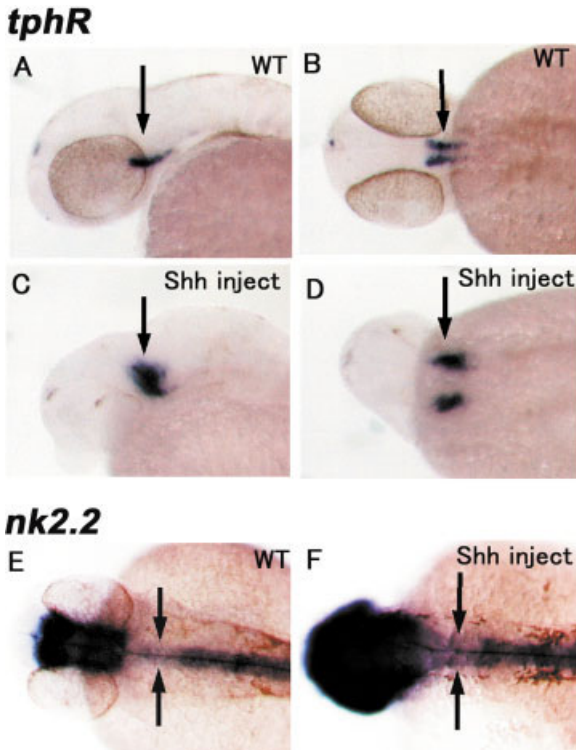 tphR
A WT
B WT
C Shh inject
D Shh inject
nk2.2
E WT
F Shh inject